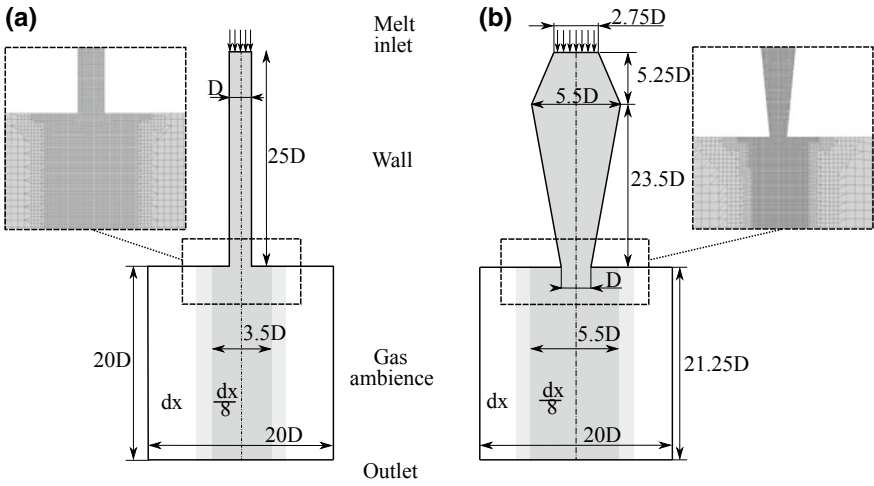 (a)
D
25D
3.5D
20D
dx
dx
8
20D
Melt
inlet
Wall
Gas
ambience
Outlet
(b)
2.75D
5.25D
5.5D
23.5D
D
5.5D
21.25D
dx
dx
8
20D